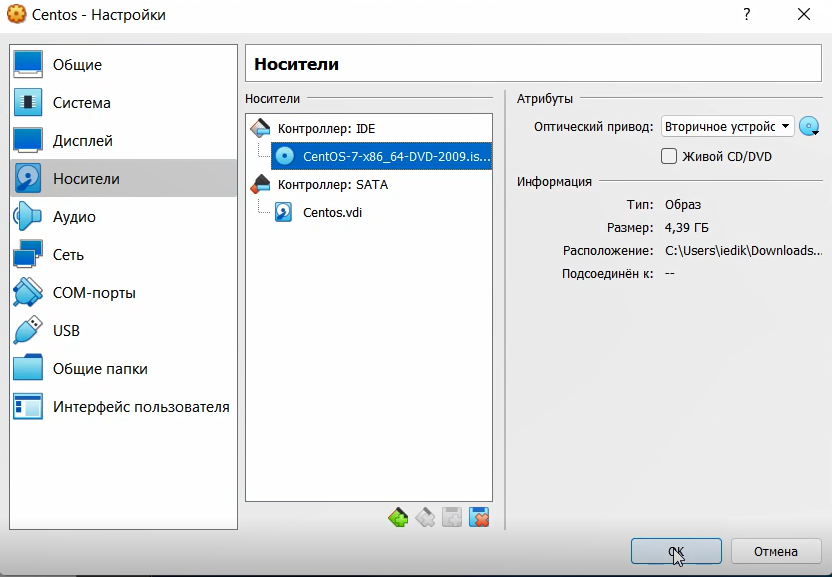 Centos - Настройки
?
Общие
Система
Дисплей
Носители
Аудио
Сеть
COM-порты
USB
Общие папки
Интерфейс пользователя
Носители
Носители
Контроллер: IDE
CentOS-7-x86_64-DVD-2009.is...
Контроллер: SATA
Centos.vdi
Атрибуты
Оптический привод: Вторичное устройс
Живой CD/DVD
Информация
Тип: Образ
Размер: 4,39 ГБ
Расположение: C:\Users\iedik\Downloads...
Подсоединён к: --
OK
Отмена